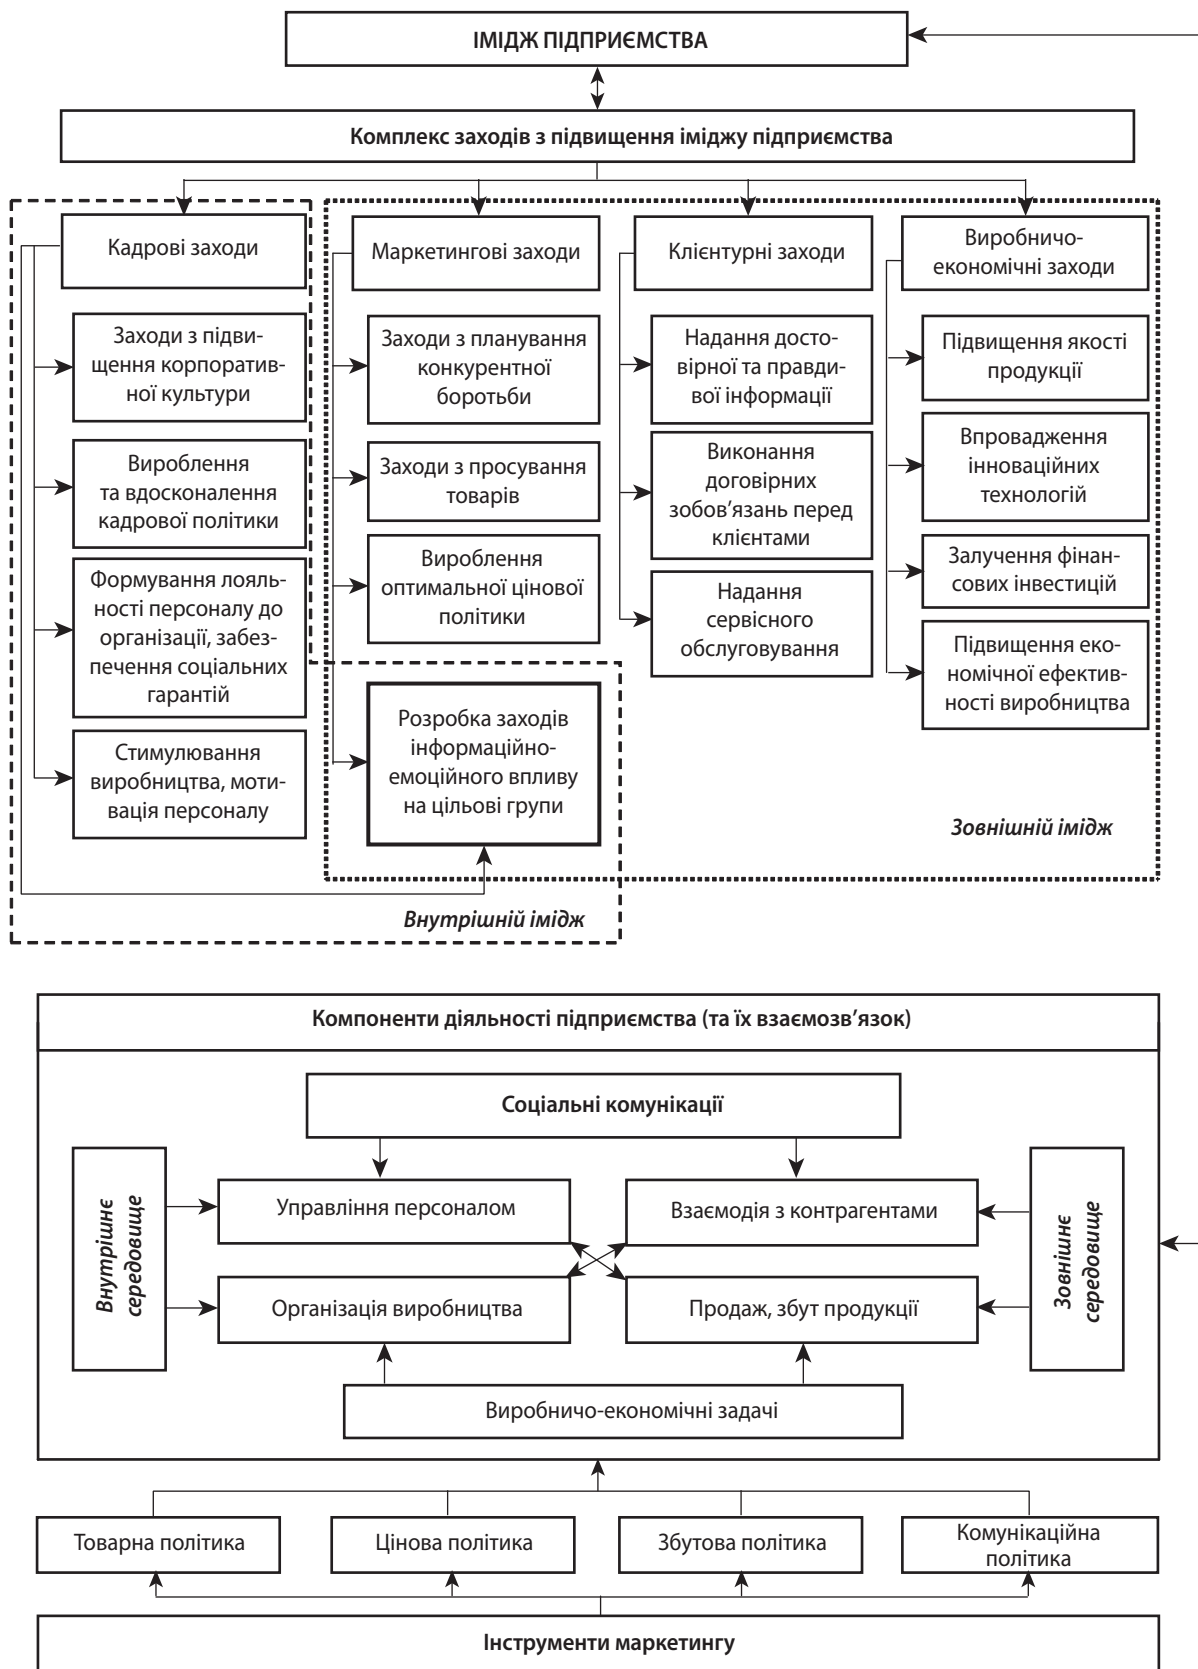 ІМІДЖ ПІДПРИЄМСТВА
Комплекс заходів з підвищення іміджу підприємства
Кадрові заходи
Заходи з підви-
щення корпоратив-
ної культури
Вироблення
та вдосконалення
кадрової політики
Формування лояль-
ності персоналу до
організації, забез-
печення соціальних
гарантій
Стимулювання
виробництва, моти-
вація персоналу
Маркетингові заходи
Заходи з планування
конкурентної
боротьби
Заходи з просування
товарів
Вироблення
оптимальної цінової
політики
Розробка заходів
інформаційно-
емоційного впливу
на цільові групи
Клієнтурні заходи
Надання досто-
вірної та правди-
вої інформації
Виконання
договірних
зобов’язань перед
клієнтами
Надання
сервісного
обслуговування
Виробничо-
економічні заходи
Підвищення якості
продукції
Впровадження
інноваційних
технологій
Залучення фінан-
сових інвестицій
Підвищення еко-
номічної ефектив-
ності виробництва
Зовнішній імідж
Внутрішній імідж
Компоненти діяльності підприємства (та їх взаємозв’язок)
Соціальні комунікації
Внутрішнє
середовище
Управління персоналом
Взаємодія з контрагентами
Організація виробництва
Продаж, збут продукції
Зовнішнє
середовище
Виробничо-економічні задачі
Товарна політика
Цінова політика
Збутова політика
Комунікаційна
політика
Інструменти маркетингу